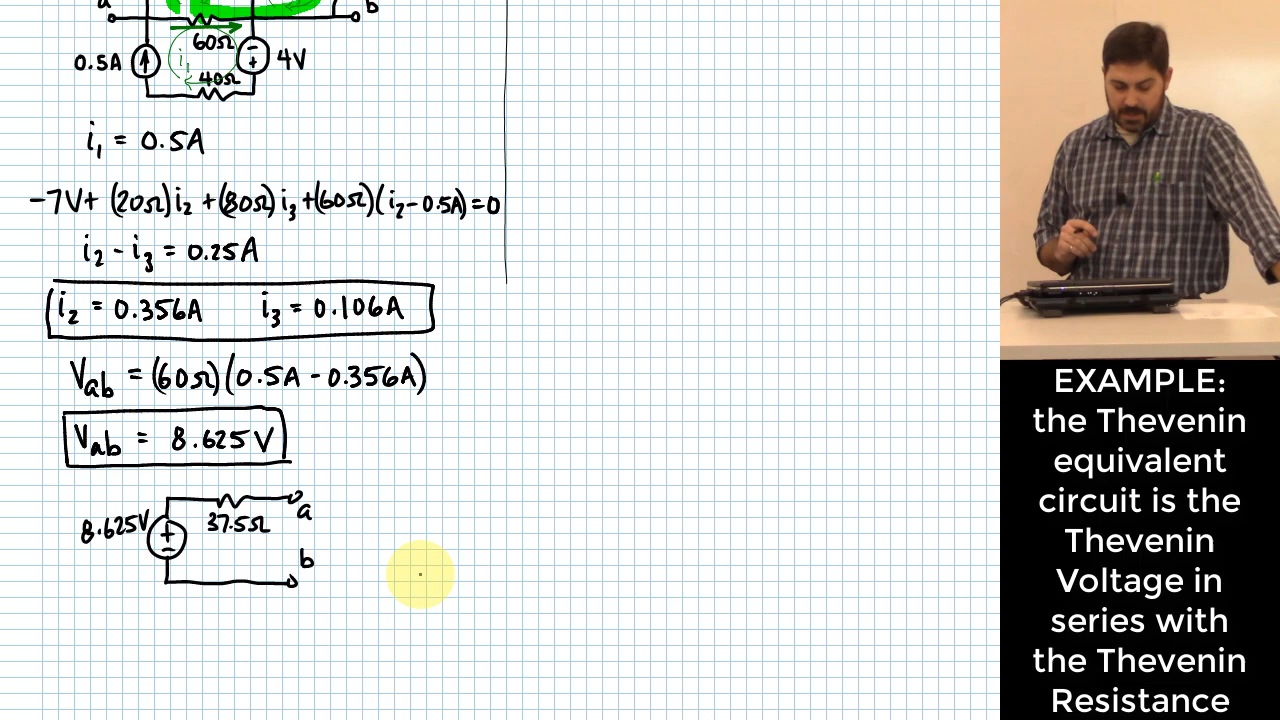 a
b
60Ω
0.5A
i₁
4V
40Ω
i₁ = 0.5A
-7V+ (20Ω)i₂ +(80Ω)i₃ +(60Ω)(i₂-0.5A)=0
i₂ - i₃ = 0.25A
i₂ = 0.356A i₃ = 0.106A
Vab = (60Ω)(0.5A - 0.356A)
Vab = 8.625V
8.625V
37.5Ω
a
b
EXAMPLE:
the Thevenin
equivalent
circuit is the
Thevenin
Voltage in
series with
the Thevenin
Resistance